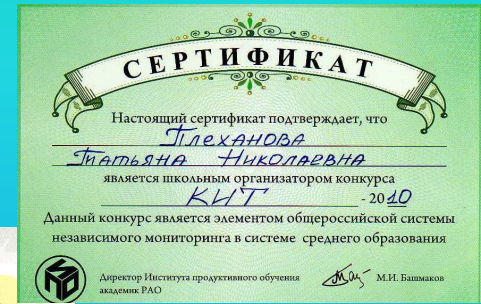 СЕРТИФИКАТ
Настоящий сертификат подтверждает, что
Плеханова
Татьяна Николаевна
является школьным организатором конкурса
КИТ - 2010
Данный конкурс является элементом общероссийской системы
независимого мониторинга в системе среднего образования
Директор Института продуктивного обучения
академик РАО
М.И. Башмаков